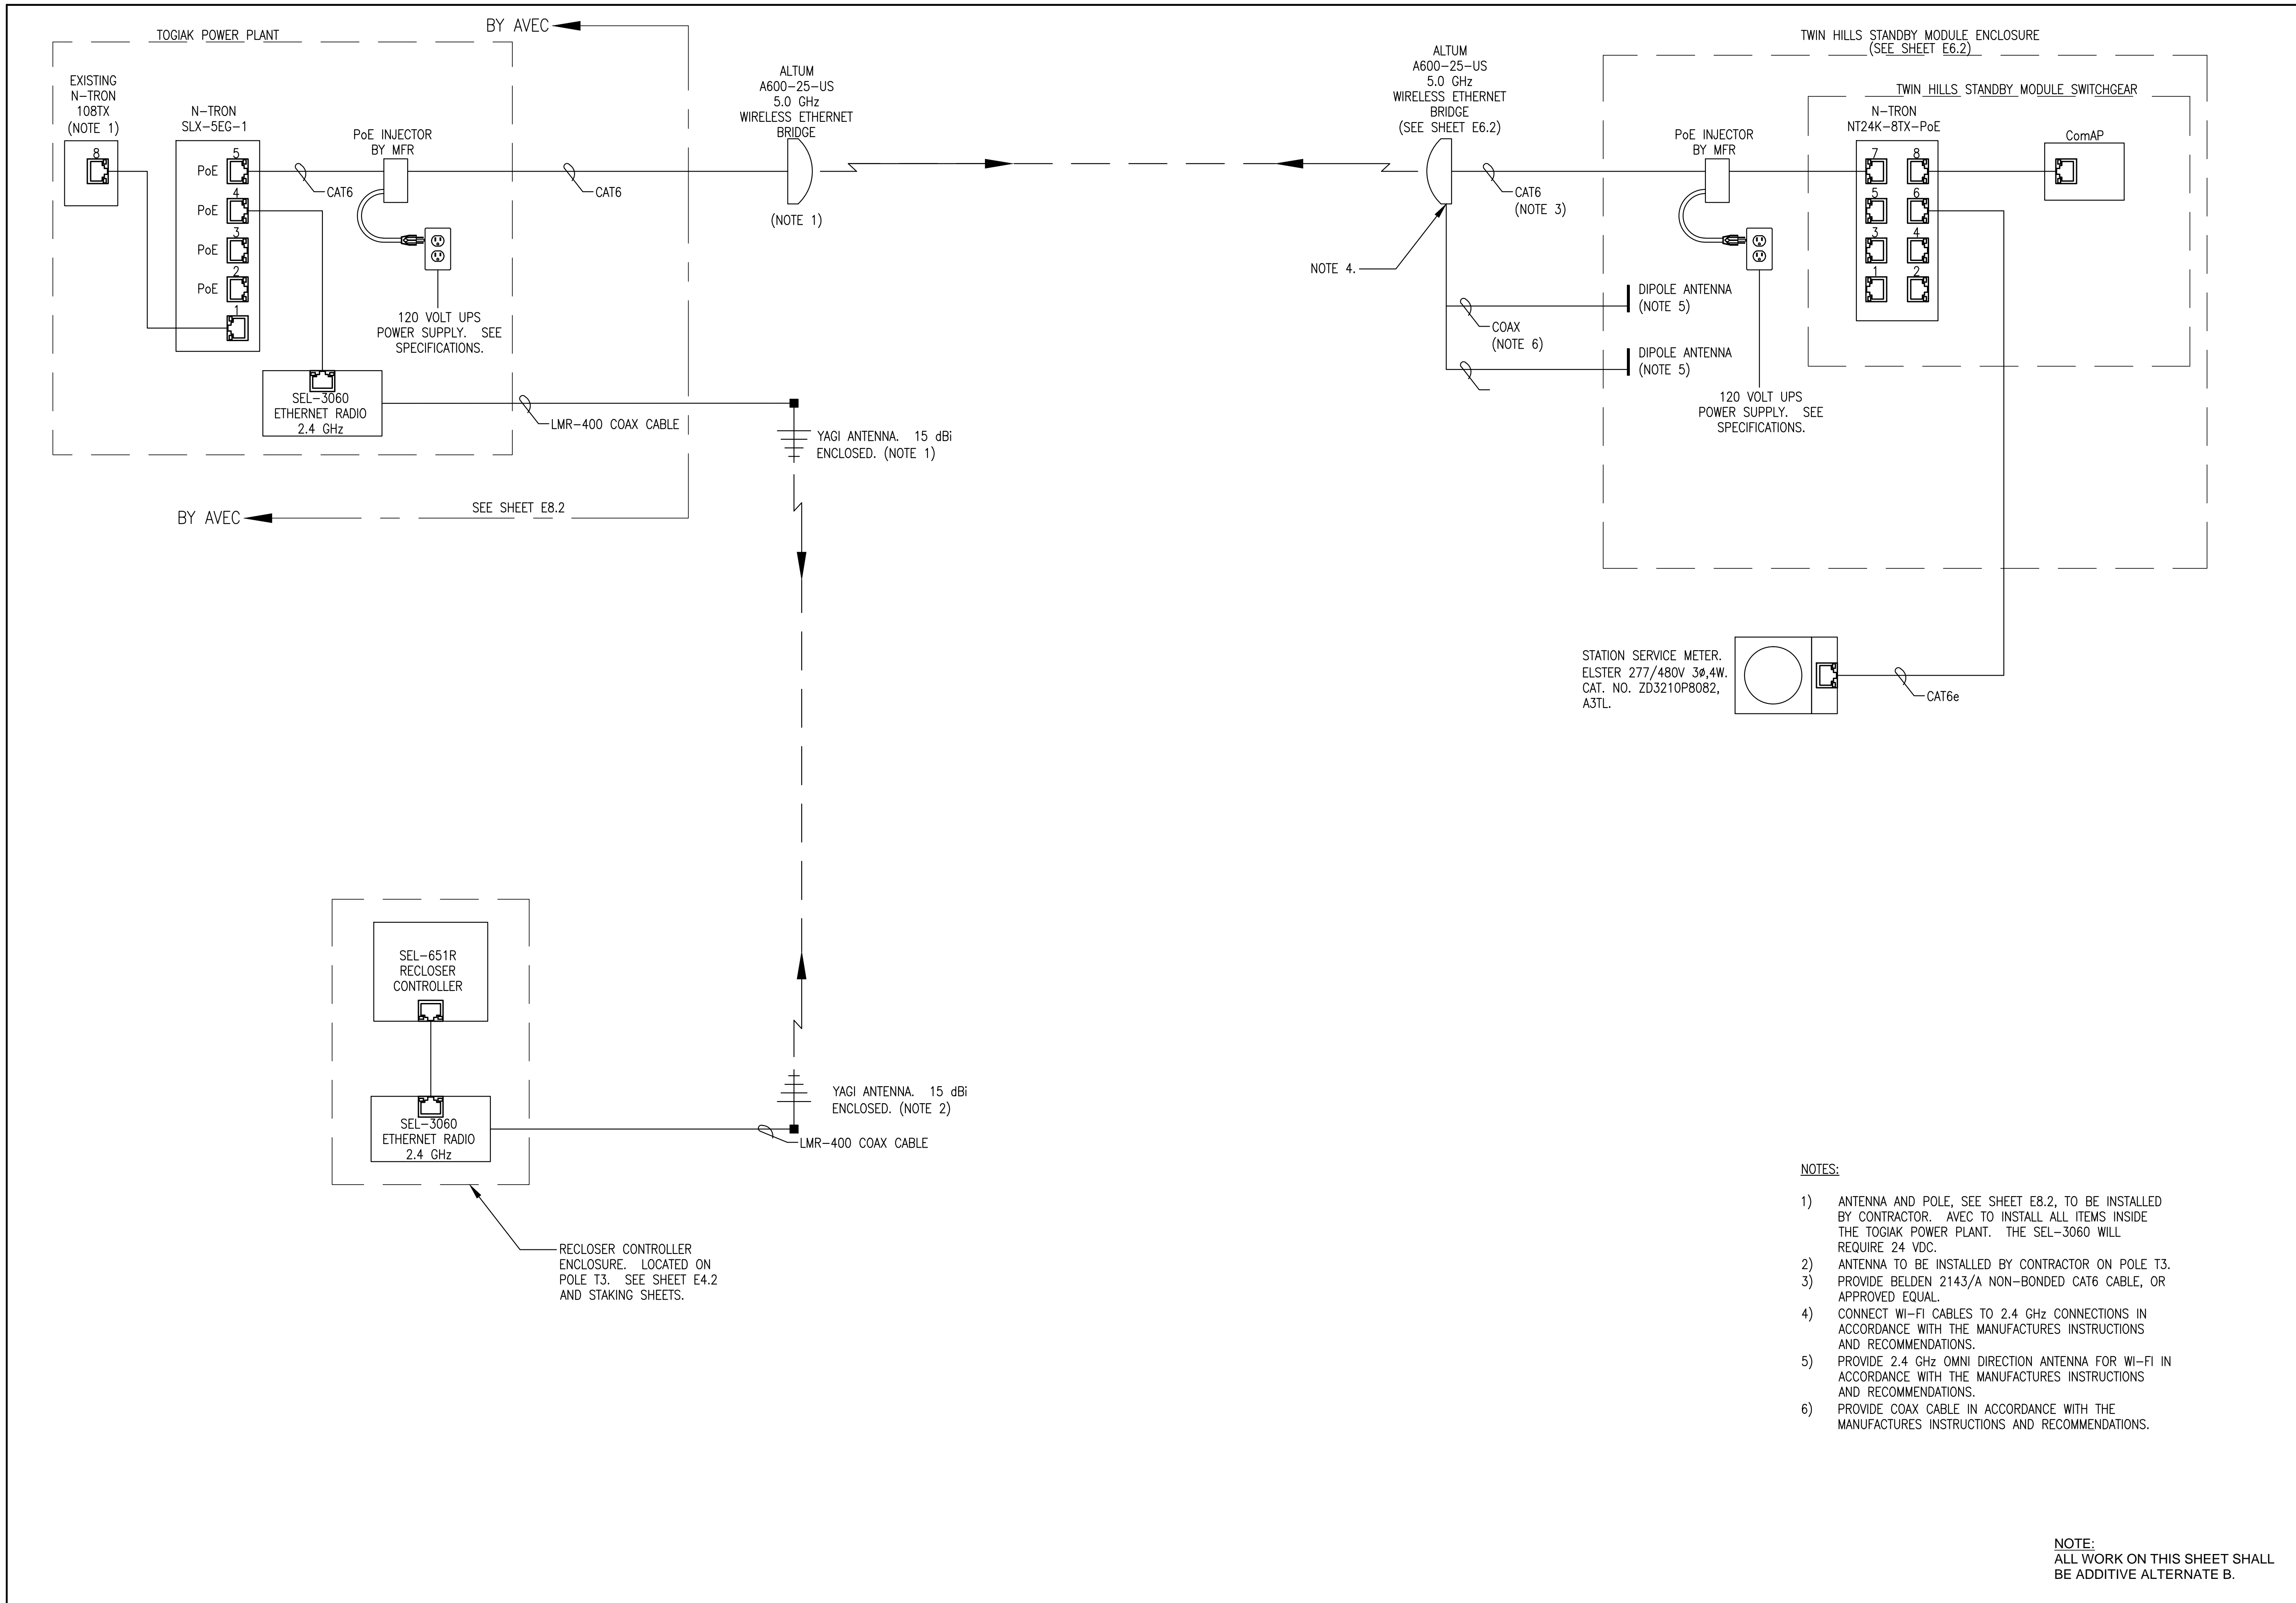 BY AVEC
TOGIAK POWER PLANT
EXISTING
N-TRON
108TX
(NOTE 1)
8
N-TRON
SLX-5EG-1
PoE
5
PoE
4
PoE
3
PoE
2
1
CAT6
PoE INJECTOR
BY MFR
CAT6
120 VOLT UPS
POWER SUPPLY. SEE
SPECIFICATIONS.
SEL-3060
ETHERNET RADIO
2.4 GHz
LMR-400 COAX CABLE
ALTUM
A600-25-US
5.0 GHz
WIRELESS ETHERNET
BRIDGE
(NOTE 1)
YAGI ANTENNA. 15 dBi
ENCLOSED. (NOTE 1)
BY AVEC
SEE SHEET E8.2
ALTUM
A600-25-US
5.0 GHz
WIRELESS ETHERNET
BRIDGE
(SEE SHEET E6.2)
CAT6
(NOTE 3)
NOTE 4.
COAX
(NOTE 6)
DIPOLE ANTENNA
(NOTE 5)
DIPOLE ANTENNA
(NOTE 5)
TWIN HILLS STANDBY MODULE ENCLOSURE
(SEE SHEET E6.2)
TWIN HILLS STANDBY MODULE SWITCHGEAR
PoE INJECTOR
BY MFR
120 VOLT UPS
POWER SUPPLY. SEE
SPECIFICATIONS.
N-TRON
NT24K-8TX-PoE
7 8
5 6
3 4
1 2
ComAP
STATION SERVICE METER.
ELSTER 277/480V 3ø,4W.
CAT. NO. ZD3210P8082,
A3TL.
CAT6e
SEL-651R
RECLOSER
CONTROLLER
SEL-3060
ETHERNET RADIO
2.4 GHz
YAGI ANTENNA. 15 dBi
ENCLOSED. (NOTE 2)
LMR-400 COAX CABLE
RECLOSER CONTROLLER
ENCLOSURE. LOCATED ON
POLE T3. SEE SHEET E4.2
AND STAKING SHEETS.
NOTES:
1) ANTENNA AND POLE, SEE SHEET E8.2, TO BE INSTALLED
BY CONTRACTOR. AVEC TO INSTALL ALL ITEMS INSIDE
THE TOGIAK POWER PLANT. THE SEL-3060 WILL
REQUIRE 24 VDC.
2) ANTENNA TO BE INSTALLED BY CONTRACTOR ON POLE T3.
3) PROVIDE BELDEN 2143/A NON-BONDED CAT6 CABLE, OR
APPROVED EQUAL.
4) CONNECT WI-FI CABLES TO 2.4 GHz CONNECTIONS IN
ACCORDANCE WITH THE MANUFACTURES INSTRUCTIONS
AND RECOMMENDATIONS.
5) PROVIDE 2.4 GHz OMNI DIRECTION ANTENNA FOR WI-FI IN
ACCORDANCE WITH THE MANUFACTURES INSTRUCTIONS
AND RECOMMENDATIONS.
6) PROVIDE COAX CABLE IN ACCORDANCE WITH THE
MANUFACTURES INSTRUCTIONS AND RECOMMENDATIONS.
NOTE:
ALL WORK ON THIS SHEET SHALL
BE ADDITIVE ALTERNATE B.